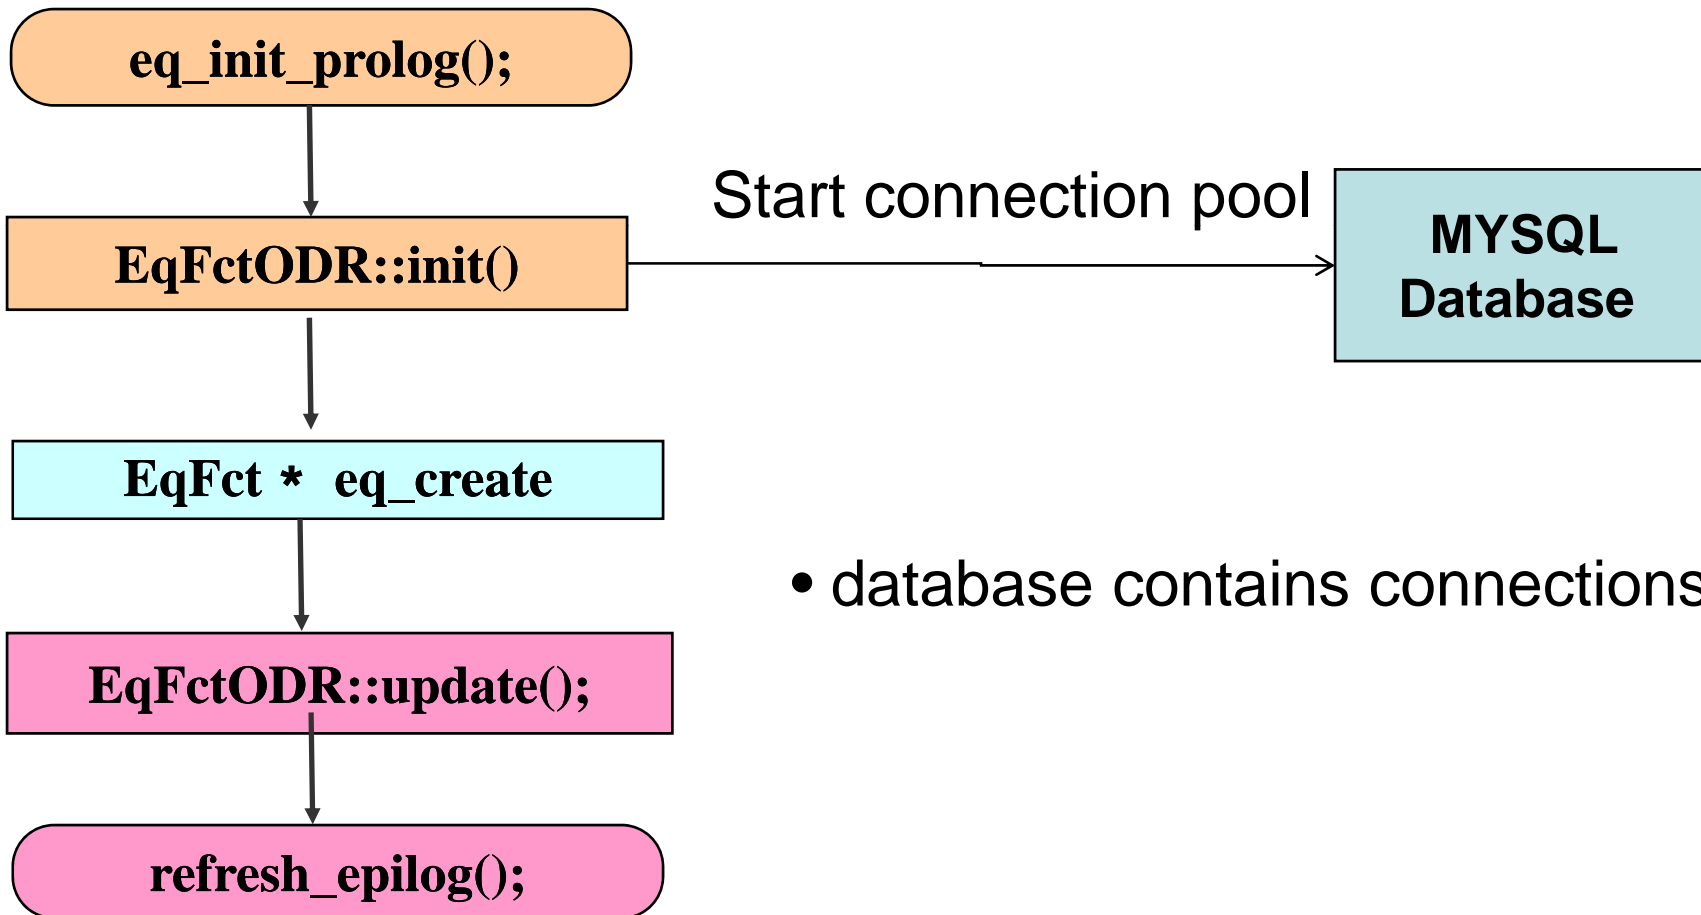 eq_init_prolog();
Start connection pool
EqFctODR::init()
MYSQL
Database
EqFct * eq_create
• database contains connections
EqFctODR::update();
refresh_epilog();